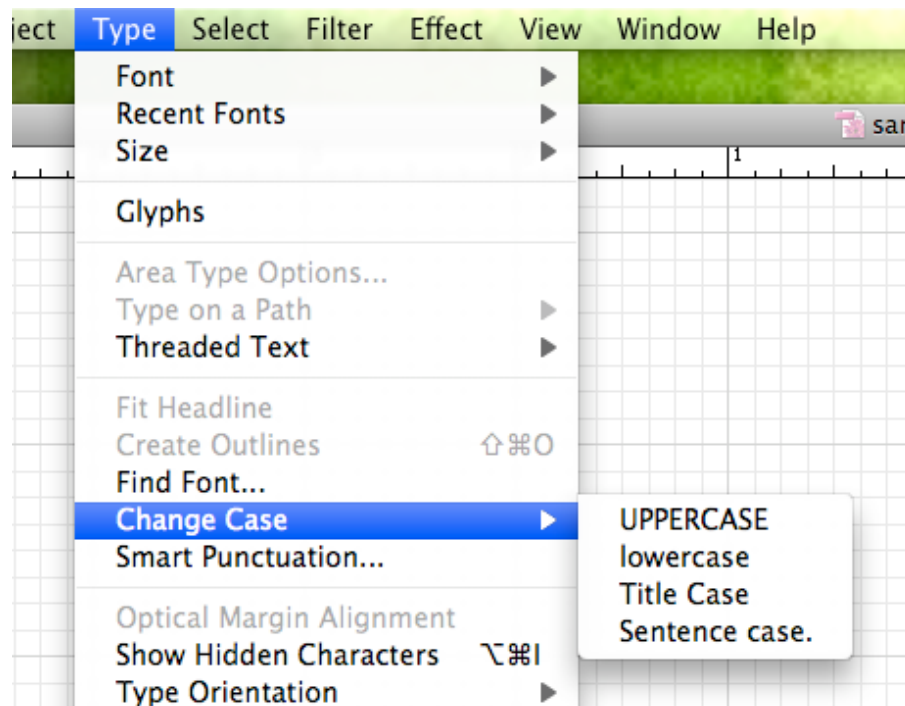 ject Type Select Filter Effect View Window Help
Font
Recent Fonts
Size
sar
1
Glyphs
Area Type Options...
Type on a Path
Threaded Text
Fit Headline
Create Outlines ⇧⌘O
Find Font...
Change Case
UPPERCASE
lowercase
Title Case
Sentence case.
Smart Punctuation...
Optical Margin Alignment
Show Hidden Characters ⌥⌘I
Type Orientation